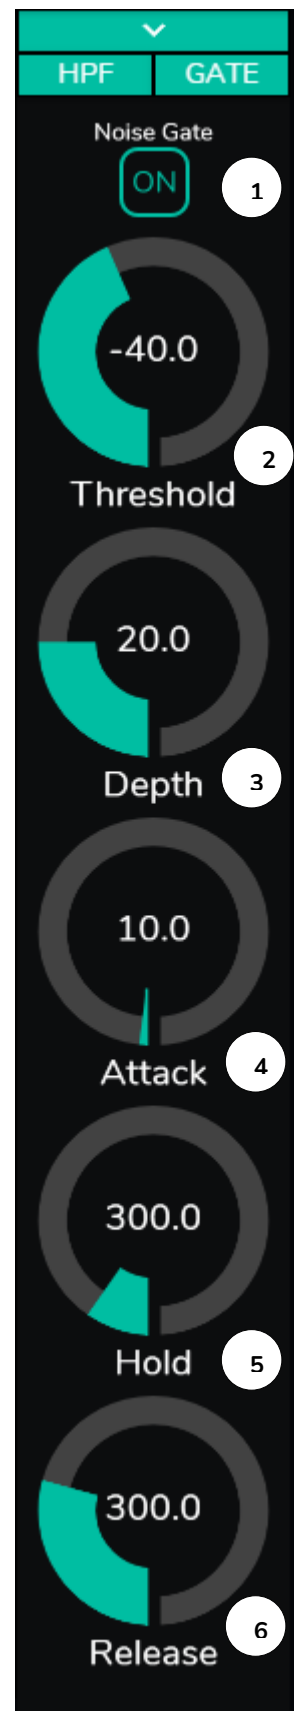 HPF GATE
Noise Gate
ON
1
-40.0
2
Threshold
20.0
3
Depth
10.0
4
Attack
300.0
5
Hold
300.0
6
Release